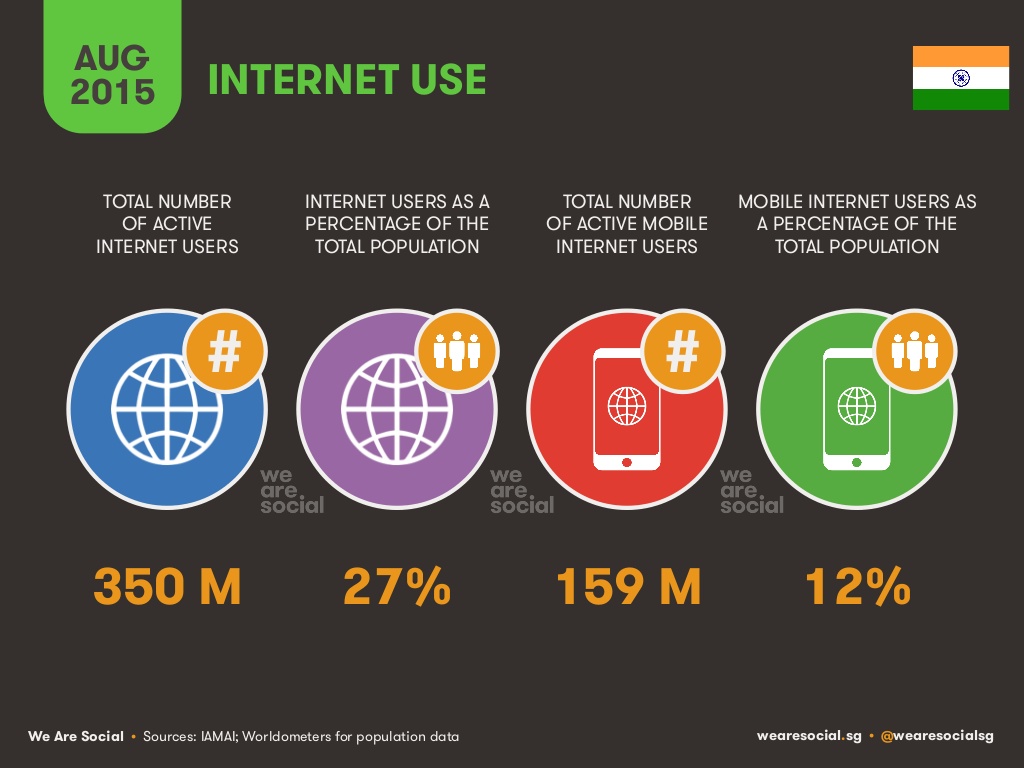 AUG
2015
INTERNET USE
TOTAL NUMBER
OF ACTIVE
INTERNET USERS
INTERNET USERS AS A
PERCENTAGE OF THE
TOTAL POPULATION
TOTAL NUMBER
OF ACTIVE MOBILE
INTERNET USERS
MOBILE INTERNET USERS AS
A PERCENTAGE OF THE
TOTAL POPULATION
#
#
we
are
social
we
are
social
we
are
social
350 M
27%
159 M
12%
We Are Social • Sources: IAMAI; Worldometers for population data
wearesocial.sg • @wearesocialsg